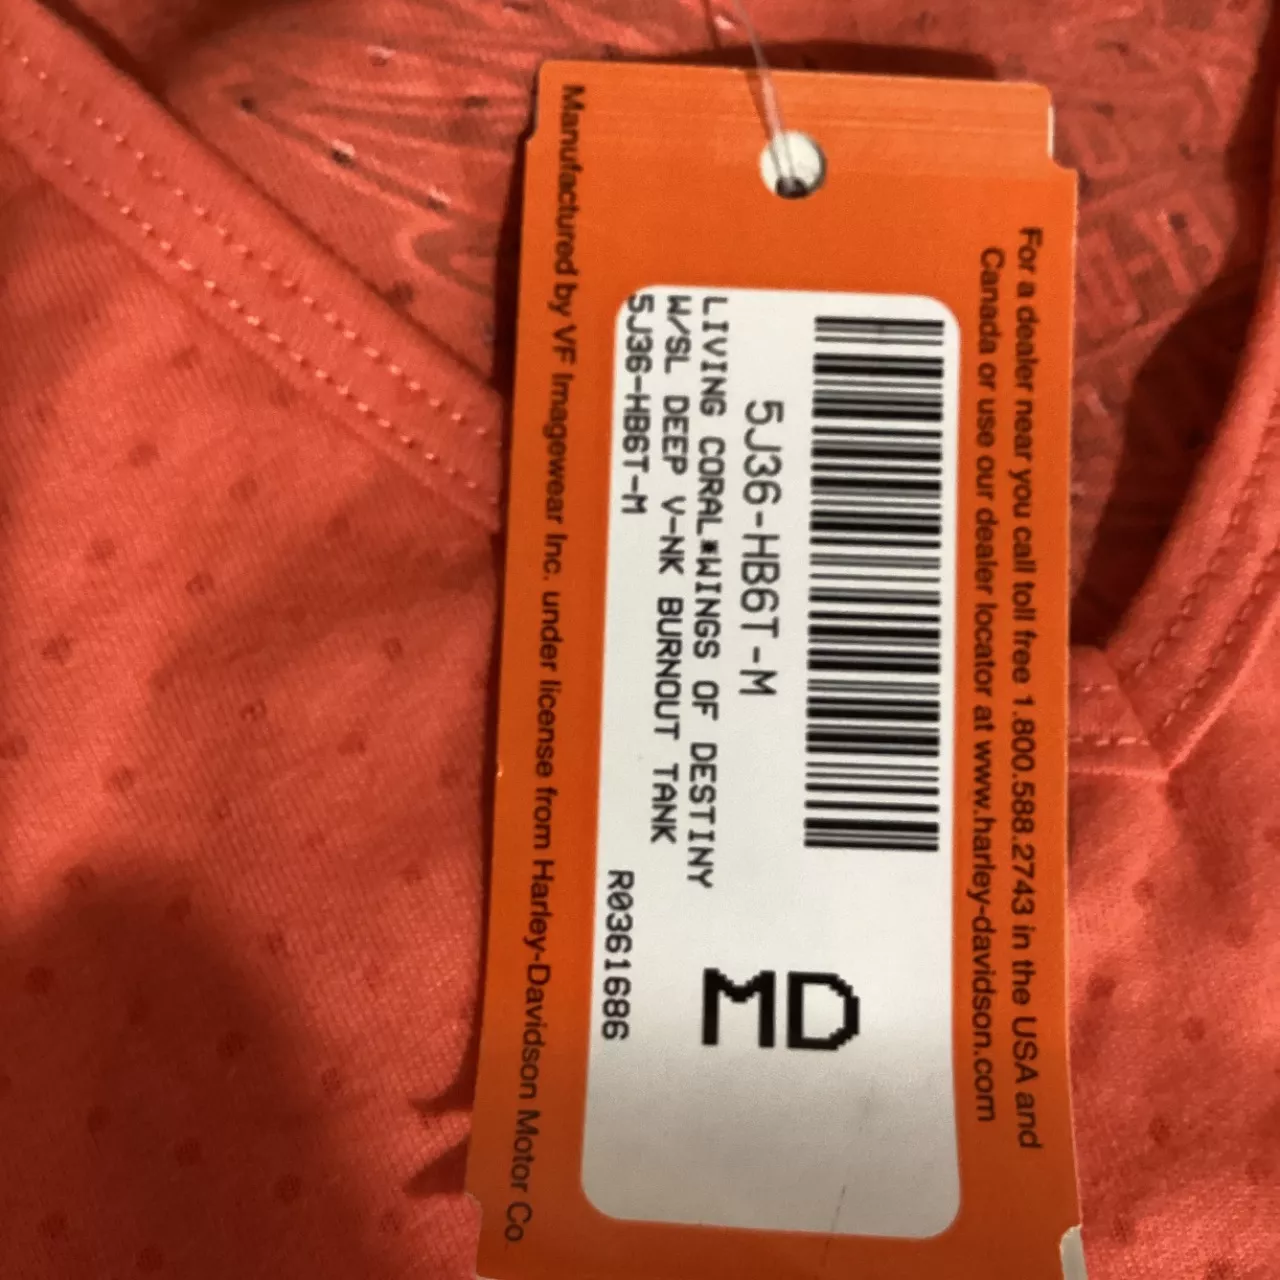 For a dealer near you call toll free 1.800.588.2743 in the USA and
Canada or use our dealer locator at www.harley-davidson.com
5J36-HB6T-M
LIVING CORAL*WINGS OF DESTINY
W/SL DEEP V-NK BURNOUT TANK
5J36-HB6T-M
R0361686
MD
Manufactured by VF Imagewear Inc. under license from Harley-Davidson Motor Co.